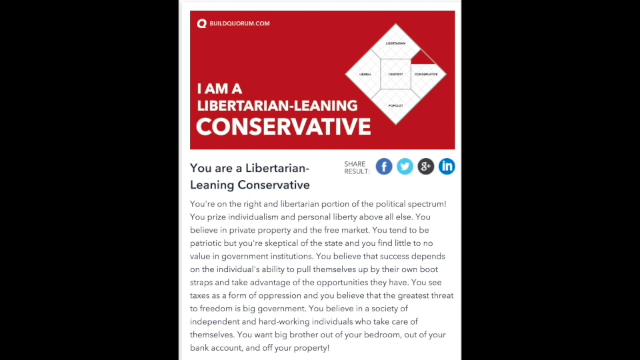 BUILDQUORUM.COM
I AM A
LIBERTARIAN-LEANING
CONSERVATIVE
LIBERTARIAN
LIBERAL
CENTRIST
CONSERVATIVE
POPULIST
You are a Libertarian-
Leaning Conservative
SHARE
RESULT:
You're on the right and libertarian portion of the political spectrum!
You prize individualism and personal liberty above all else. You
believe in private property and the free market. You tend to be
patriotic but you're skeptical of the state and you find little to no
value in government institutions. You believe that success depends
on the individual's ability to pull themselves up by their own boot
straps and take advantage of the opportunities they have. You see
taxes as a form of oppression and you believe that the greatest threat
to freedom is big government. You believe in a society of
independent and hard-working individuals who take care of
themselves. You want big brother out of your bedroom, out of your
bank account, and off your property!